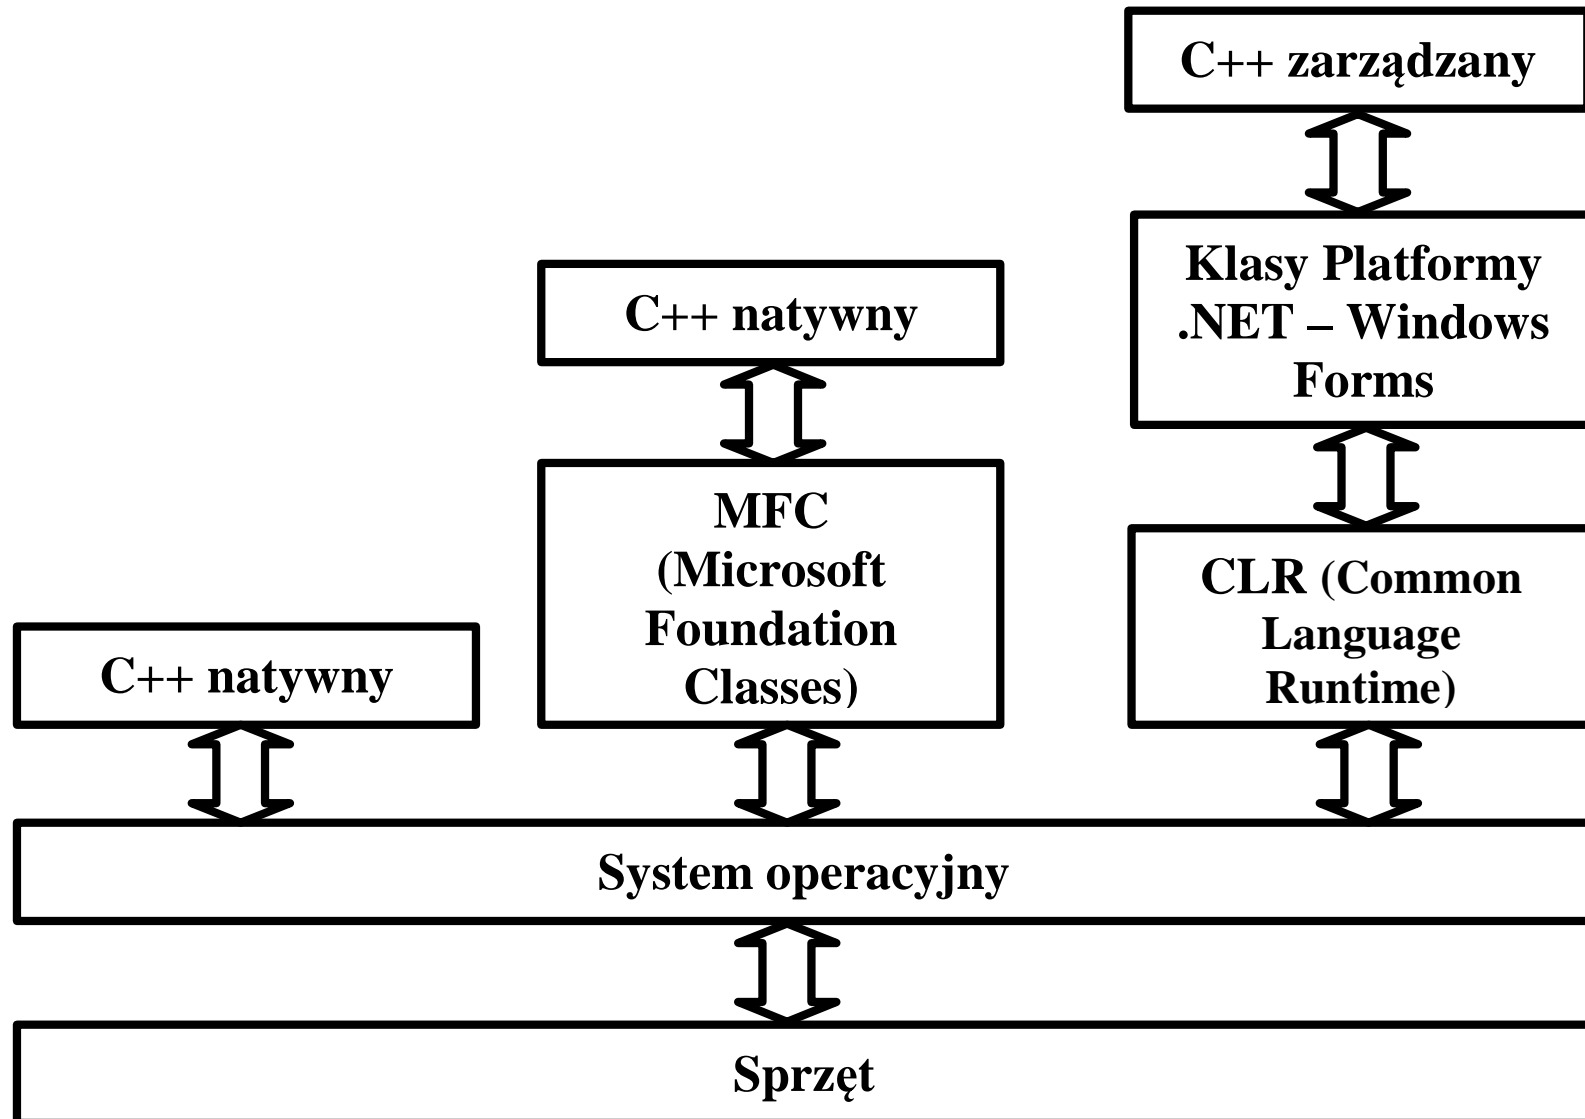 C++ zarządzany
Klasy Platformy
.NET – Windows
Forms
C++ natywny
MFC
(Microsoft
Foundation
Classes)
CLR (Common
Language
Runtime)
C++ natywny
System operacyjny
Sprzęt